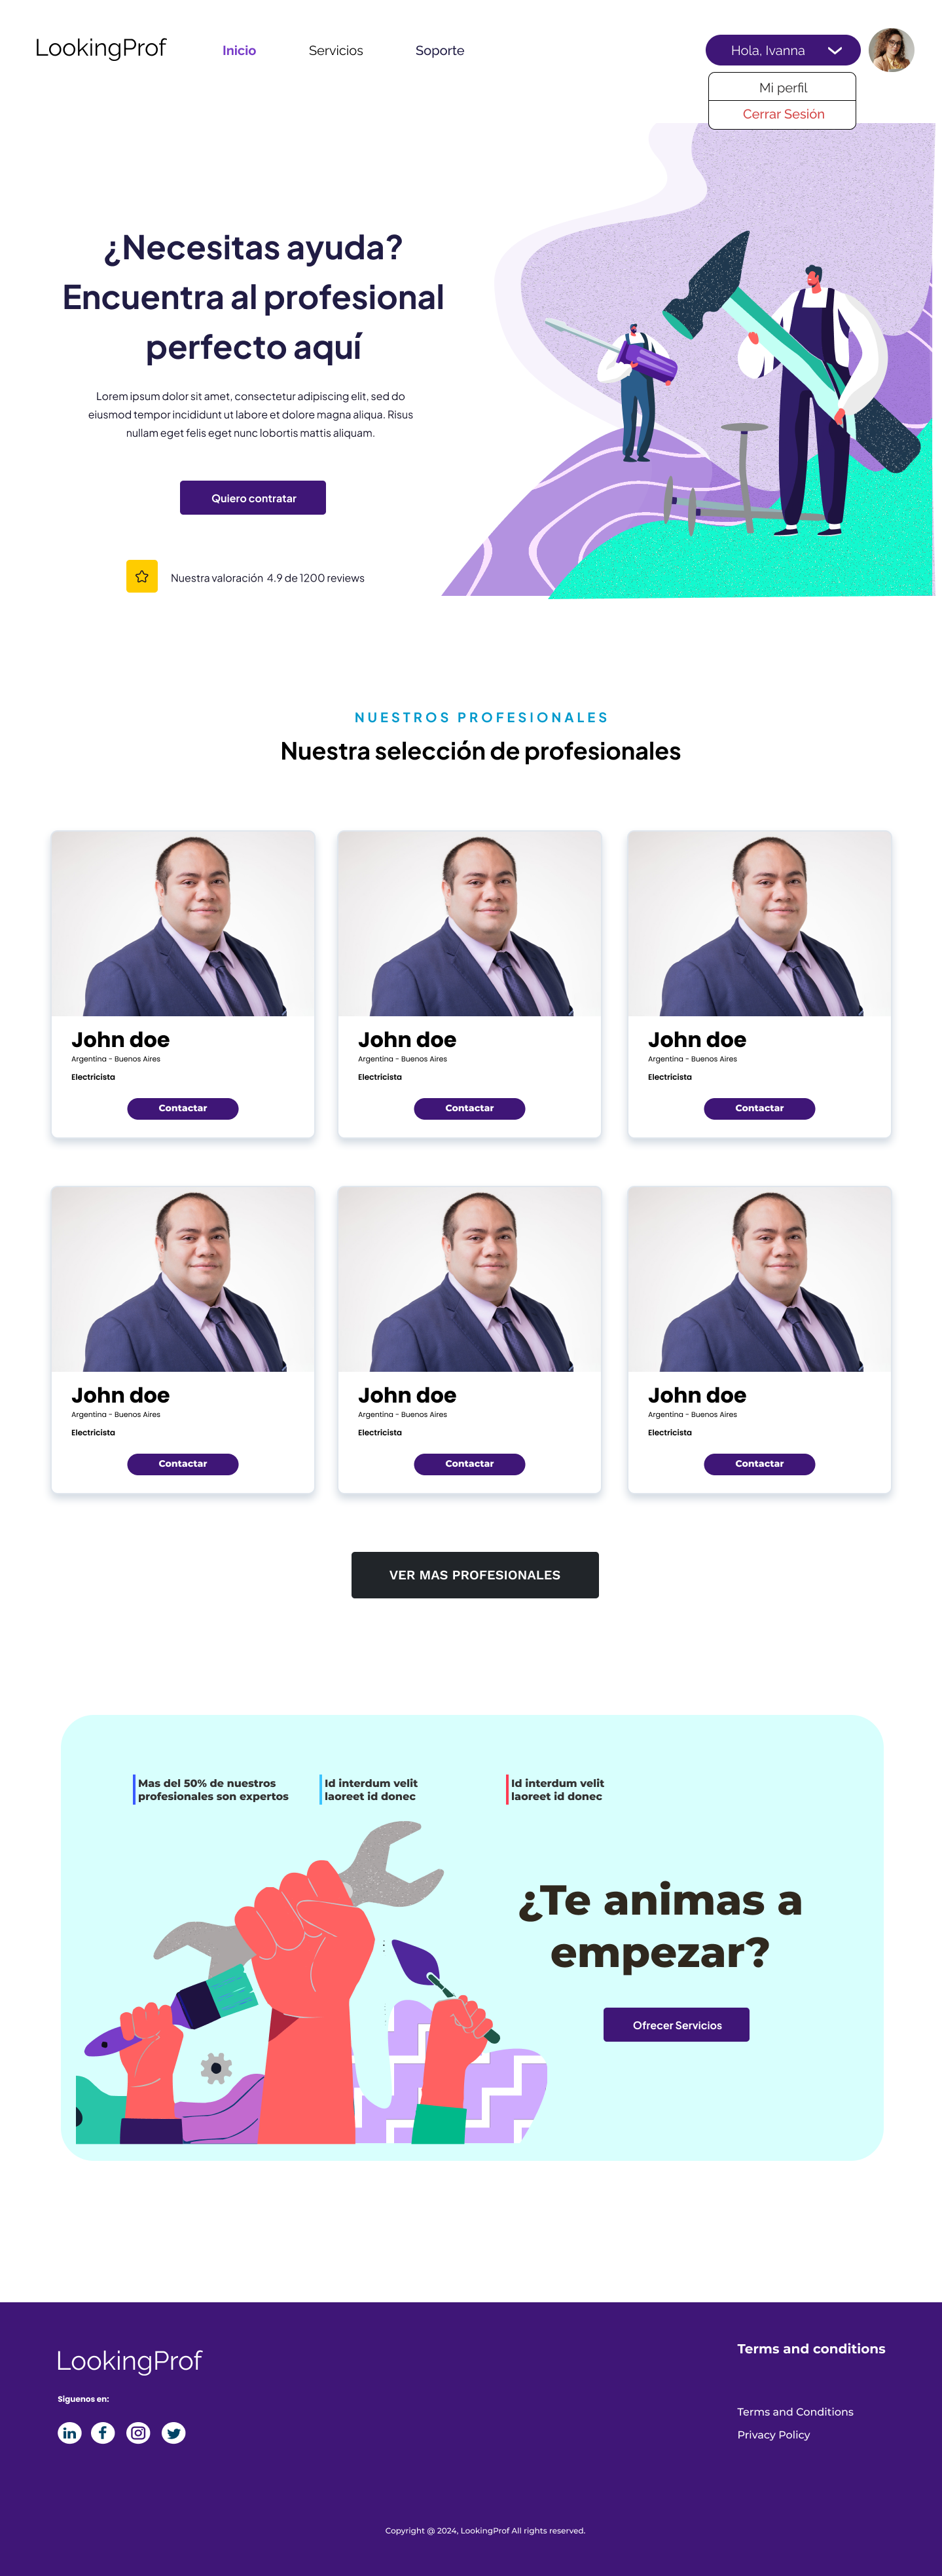 LookingProf
Inicio
Servicios
Soporte
Hola, Ivanna
Mi perfil
Cerrar Sesión
¿Necesitas ayuda?
Encuentra al profesional
perfecto aquí
Lorem ipsum dolor sit amet, consectetur adipiscing elit, sed do
eiusmod tempor incididunt ut labore et dolore magna aliqua. Risus
nullam eget felis eget nunc lobortis mattis aliquam.
Quiero contratar
Nuestra valoración 4.9 de 1200 reviews
NUESTROS PROFESIONALES
Nuestra selección de profesionales
John doe
Argentina - Buenos Aires
Electricista
Contactar
John doe
Argentina - Buenos Aires
Electricista
Contactar
John doe
Argentina - Buenos Aires
Electricista
Contactar
John doe
Argentina - Buenos Aires
Electricista
Contactar
John doe
Argentina - Buenos Aires
Electricista
Contactar
John doe
Argentina - Buenos Aires
Electricista
Contactar
VER MAS PROFESIONALES
Mas del 50% de nuestros
profesionales son expertos
Id interdum velit
laoreet id donec
Id interdum velit
laoreet id donec
¿Te animas a
empezar?
Ofrecer Servicios
LookingProf
Siguenos en:
Terms and conditions
Terms and Conditions
Privacy Policy
Copyright @ 2024, LookingProf All rights reserved.